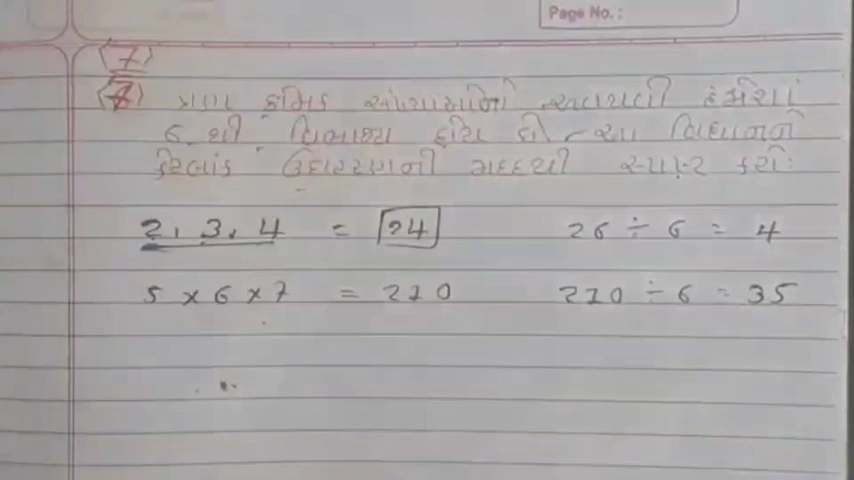 Page No.:
(7)
(7) ત્રણ ક્રમિક સંખ્યાઓનો ગુણાકાર હંમેશાં
6 થી વિભાજ્ય હોય છે. આ વિધાનને
કેટલાંક ઉદાહરણની મદદથી સ્પષ્ટ કરો:
2, 3, 4 = 24 26 ÷ 6 = 4
5 × 6 × 7 = 210 210 ÷ 6 = 35